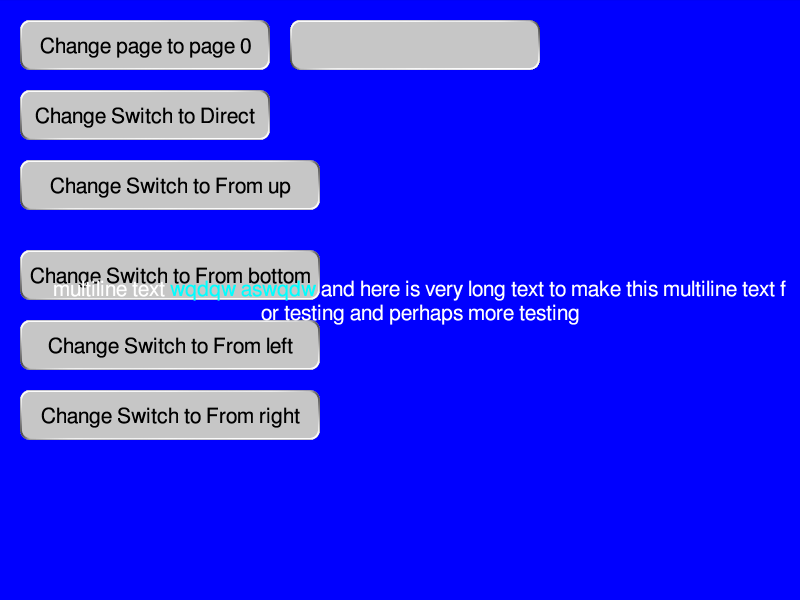 Change page to page 0
Change Switch to Direct
Change Switch to From up
Change Switch to From bottom
multiline text wqdqw aswqdw and here is very long text to make this multiline text f
or testing and perhaps more testing
Change Switch to From left
Change Switch to From right